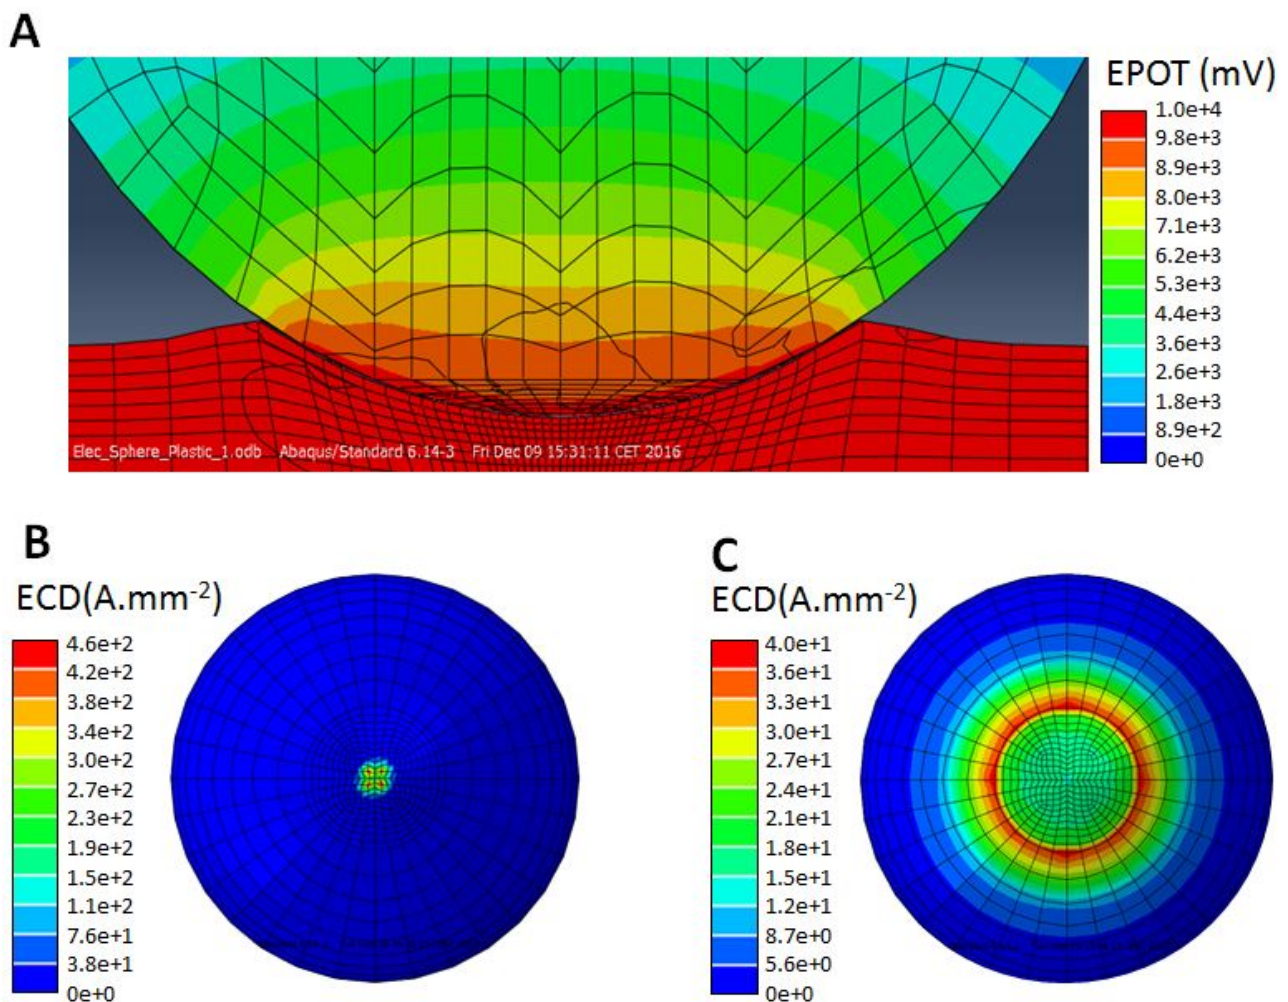 A
EPOT (mV)
1.0e+4
9.8e+3
8.9e+3
8.0e+3
7.1e+3
6.2e+3
5.3e+3
4.4e+3
3.6e+3
2.6e+3
1.8e+3
8.9e+2
0e+0
Elec_Sphere_Plastic_1.odb Abaqus/Standard 6.14-3 Fri Dec 09 15:31:11 CET 2016
B
ECD(A.mm-2)
4.6e+2
4.2e+2
3.8e+2
3.4e+2
3.0e+2
2.7e+2
2.3e+2
1.9e+2
1.5e+2
1.1e+2
7.6e+1
3.8e+1
0e+0
C
ECD(A.mm-2)
4.0e+1
3.6e+1
3.3e+1
3.0e+1
2.7e+1
2.4e+1
2.1e+1
1.8e+1
1.5e+1
1.2e+1
8.7e+0
5.6e+0
0e+0